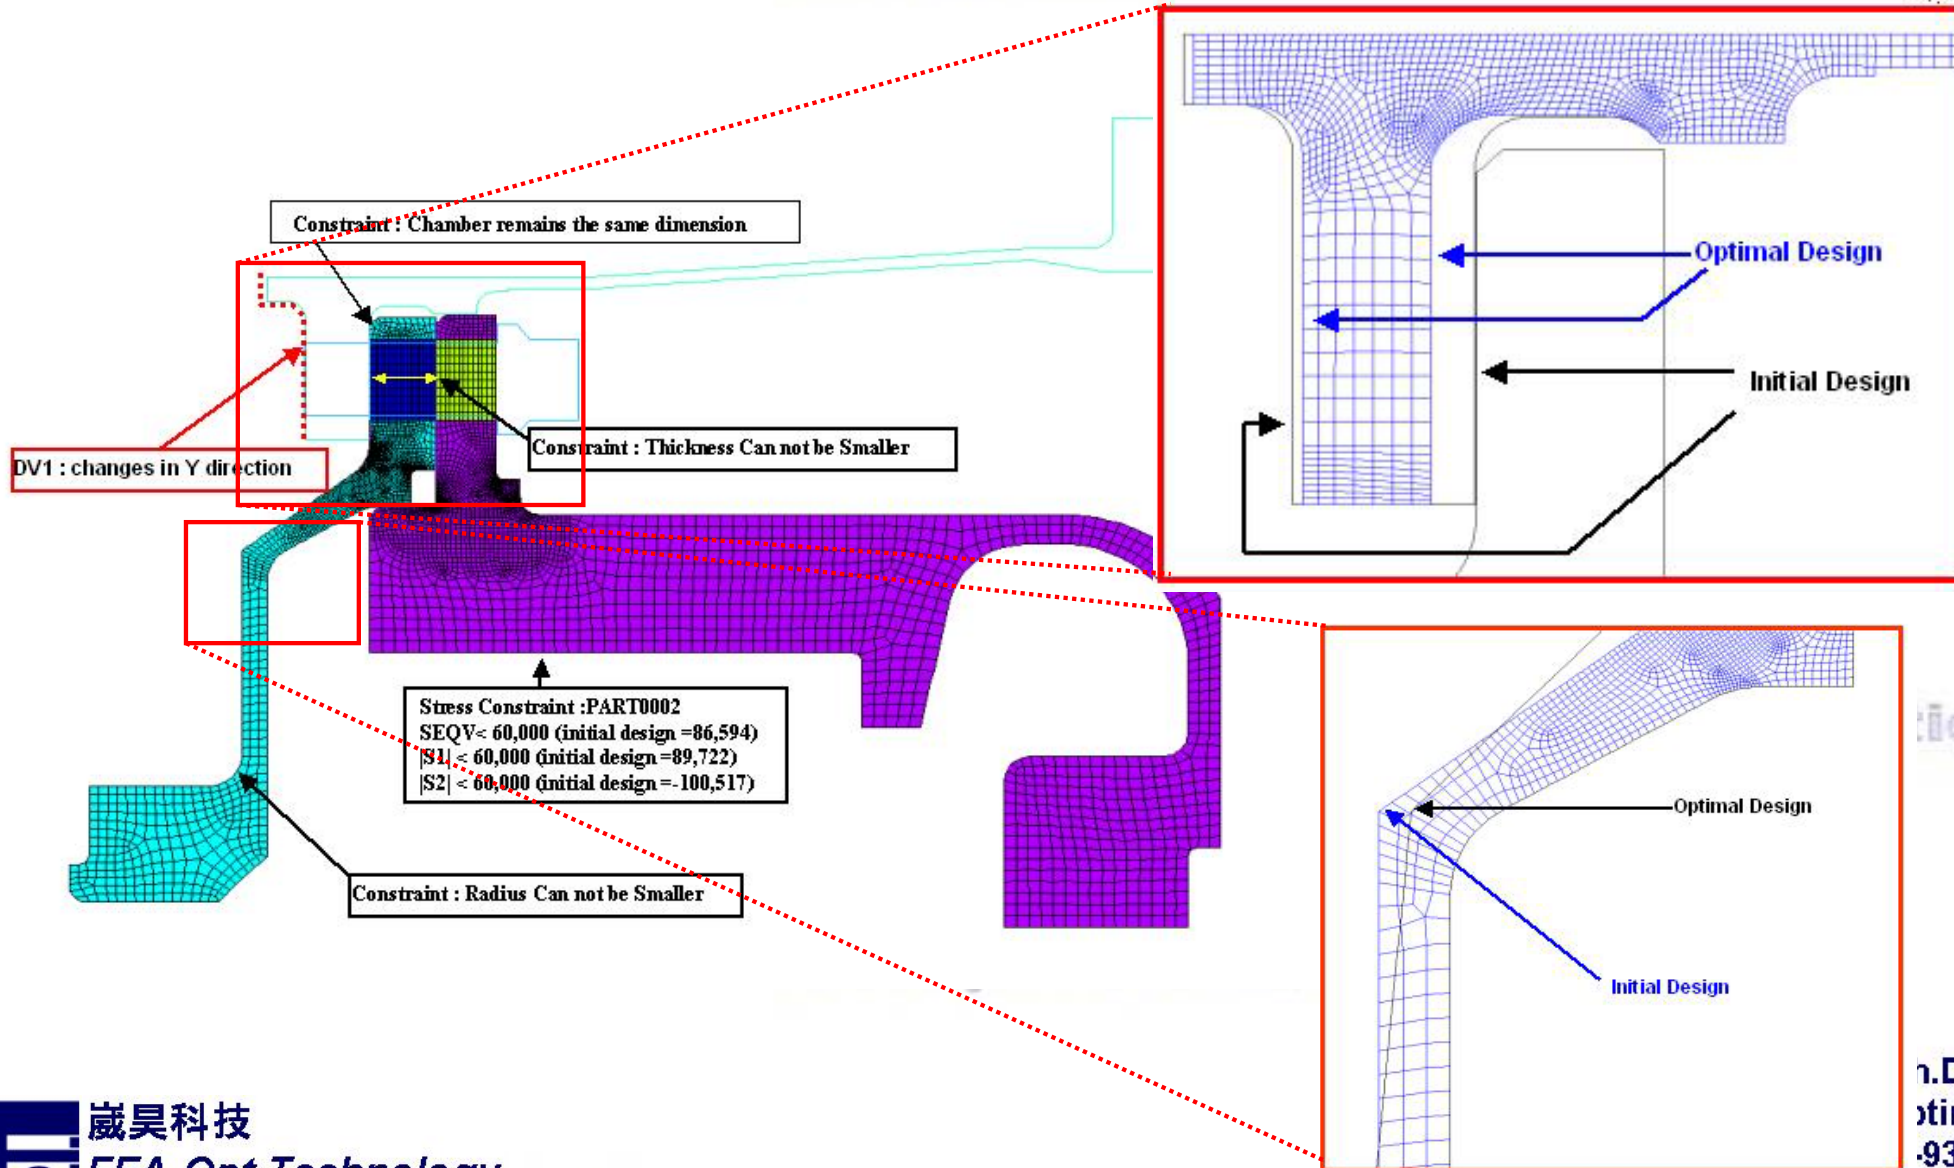 Constraint : Chamber remains the same dimension
Optimal Design
Initial Design
Constraint : Thickness Can not be Smaller
DV1 : changes in Y direction
Stress Constraint :PART0002
SEQV< 60,000 (initial design =86,594)
|S1| < 60,000 (initial design =89,722)
|S2| < 60,000 (initial design =-100,517)
Optimal Design
Constraint : Radius Can not be Smaller
Initial Design
崴昊科技
FEA-Opt Technology